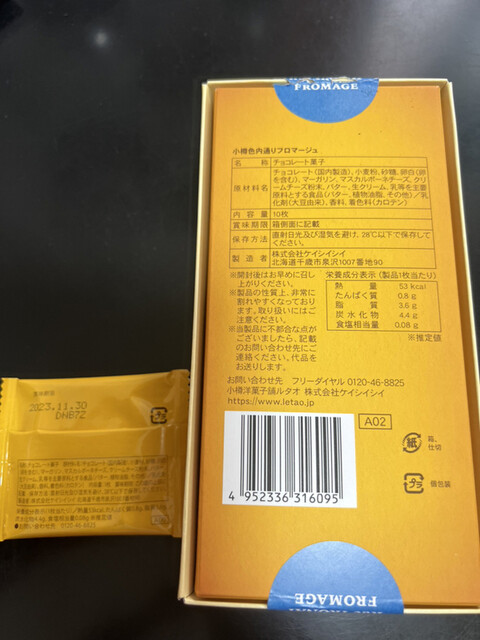 FROMAGE
小樽色内通りフロマージュ
名 称 チョコレート菓子
原材料名 チョコレート(国内製造)、小麦粉、砂糖、卵白(卵
を含む)、マーガリン、マスカルポーネチーズ、クリ
ームチーズ粉末、バター、生クリーム、乳等を主要
原料とする食品(バター、植物油脂、その他)/乳
化剤(大豆由来)、香料、着色料(カロテン)
内 容 量 10枚
賞味期限 箱側面に記載
保存方法 直射日光及び湿気を避け、28℃以下で保存して
ください。
製 造 者 株式会社ケイシイシイ
北海道千歳市泉沢1007番地90
※開封後はお早めに召し
上がりください。
※製品の性質上、非常に
割れやすくなっており
ます。取り扱いにはご
注意ください。
※当製品に不都合な点が
ございましたら、記載
のお問い合わせ先にご
連絡ください。代品を
お送りします。
栄養成分表示(製品1枚当たり)
熱 量 53 kcal
たんぱく質 0.8 g
脂 質 3.6 g
炭 水 化 物 4.4 g
食塩相当量 0.08 g
※推定値
お問い合わせ先 フリーダイヤル 0120-46-8825
小樽洋菓子舗ルタオ 株式会社ケイシイシイ
https://www.letao.jp
A02
紙 箱、
仕切
プラ 個包装
4 952336 316095
FROMAGE
賞味期限
2023.11.30
プラ
●お問い合わせ先 0120-46-8825